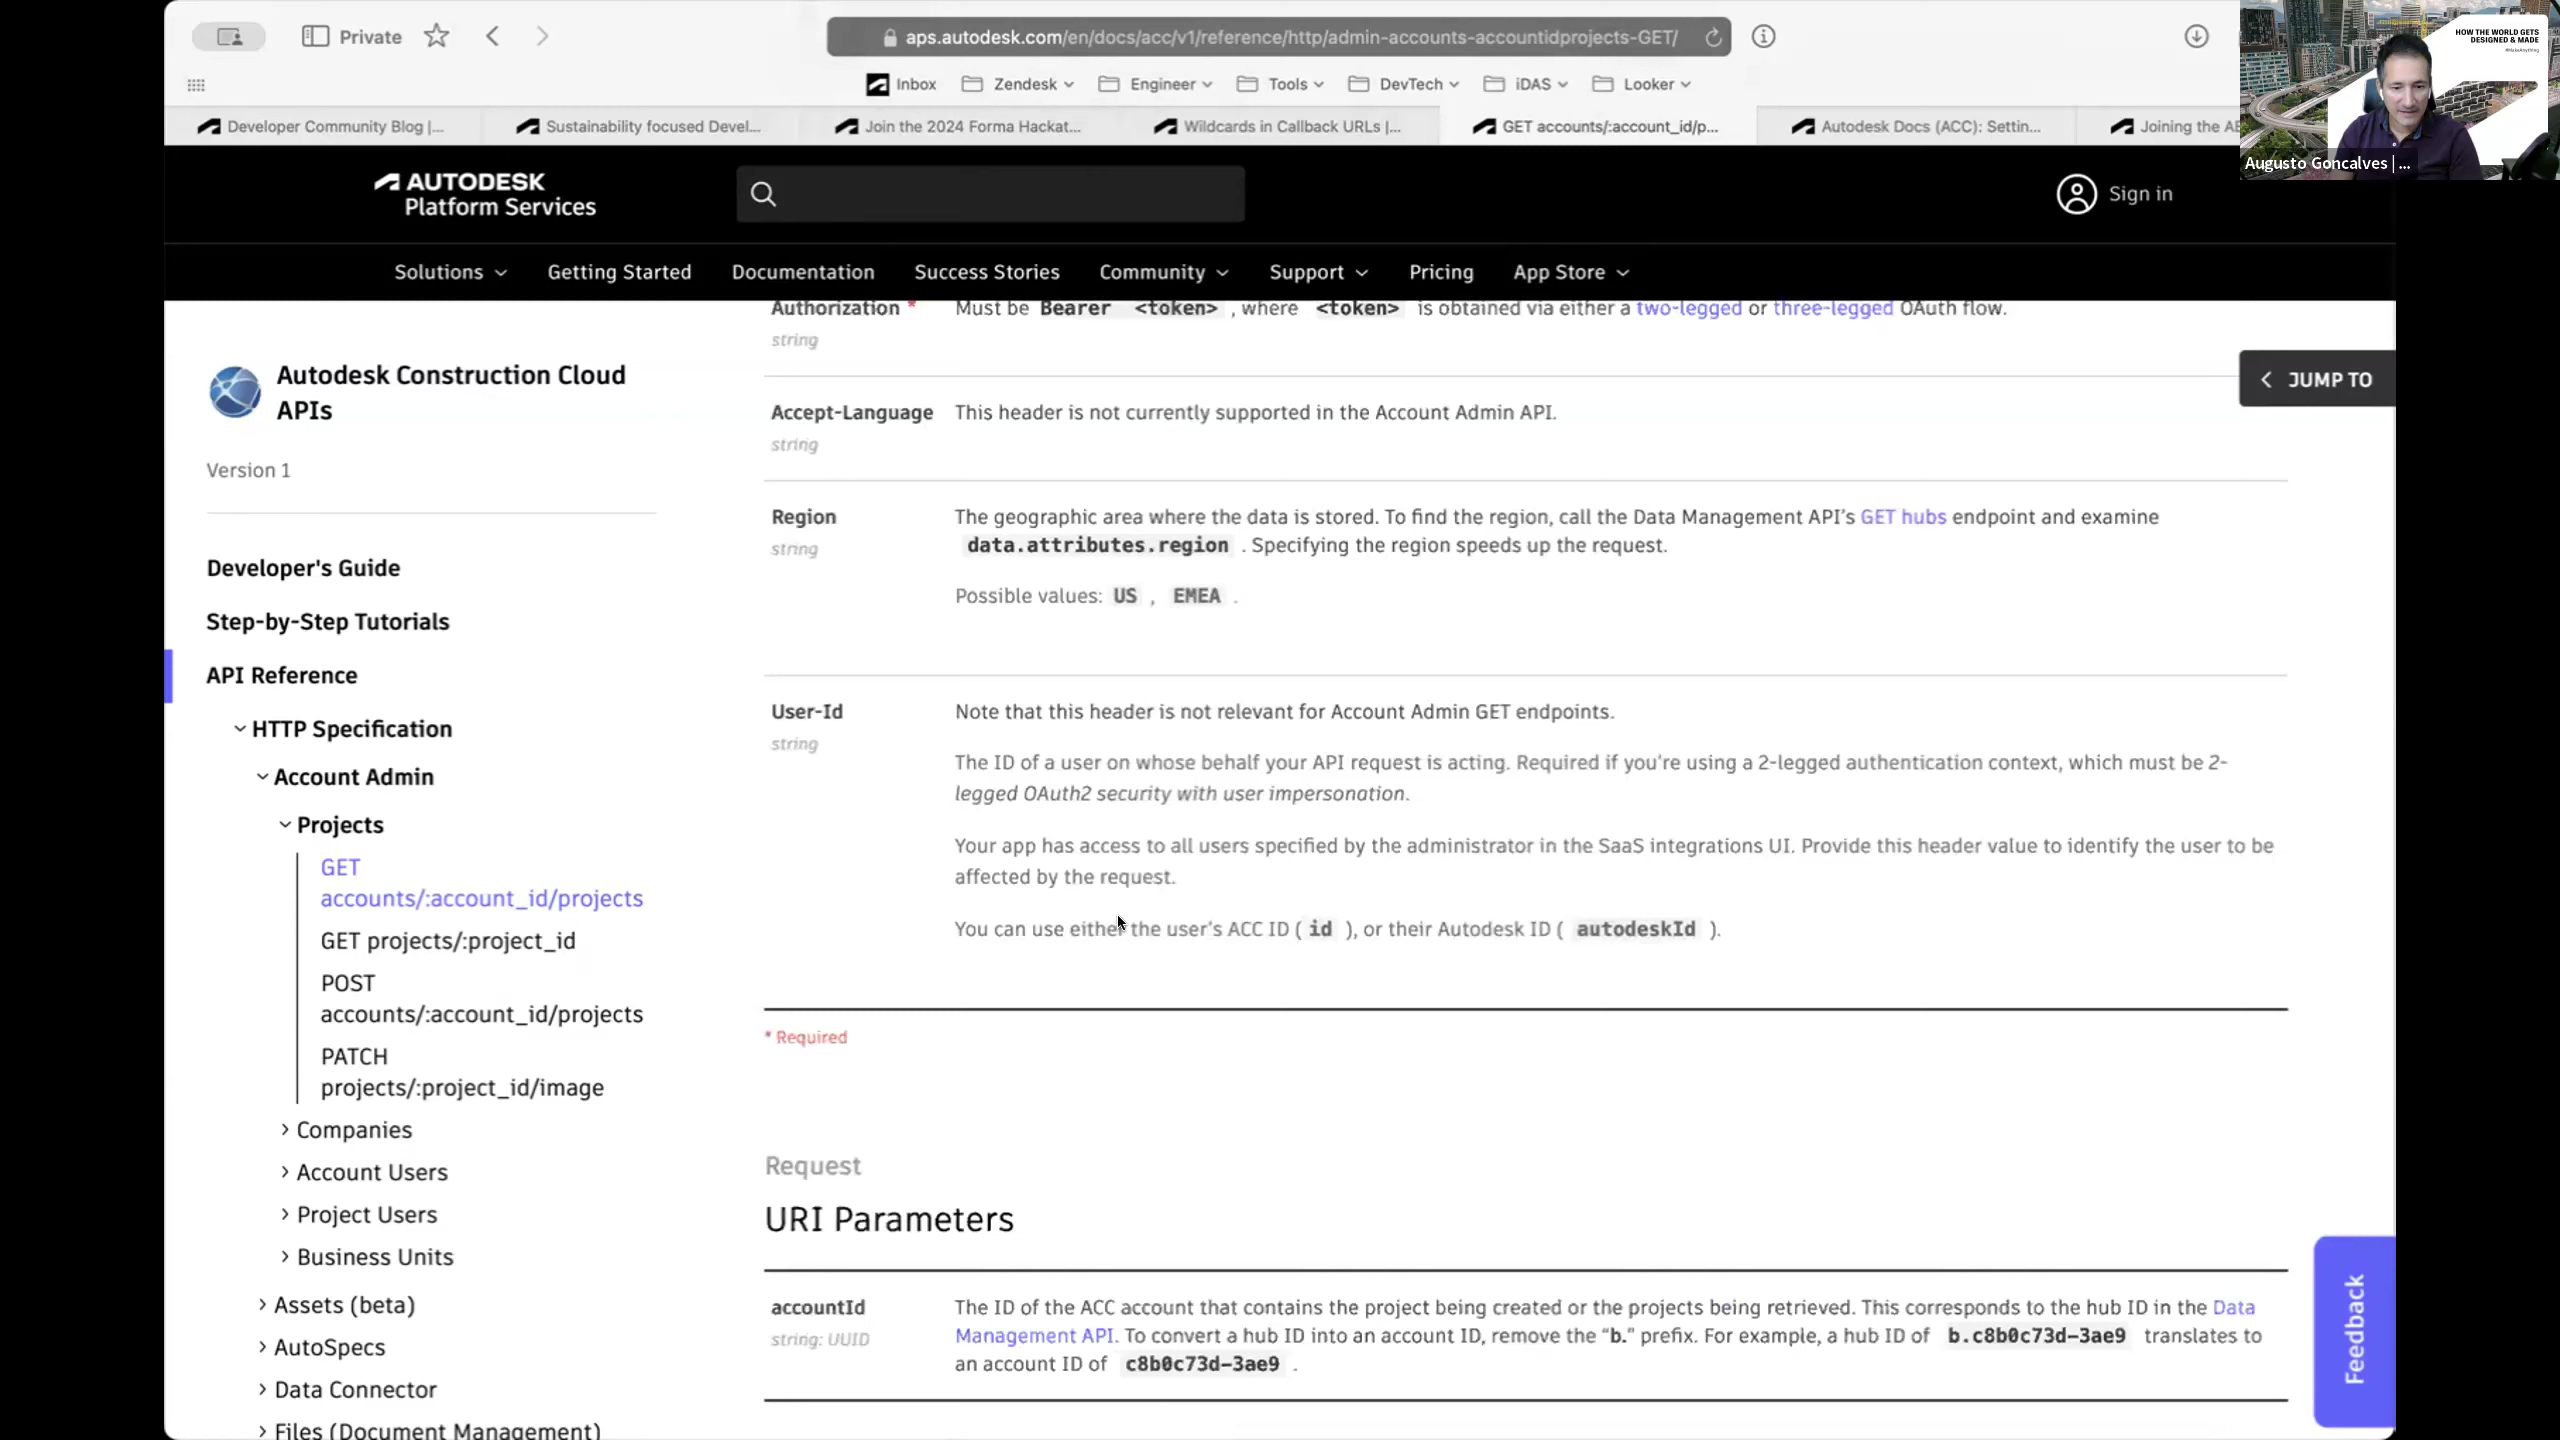 Private
aps.autodesk.com/en/docs/acc/v1/reference/http/admin-accounts-accountidprojects-GET/
HOW THE WORLD GETS
DESIGNED & MADE
Augusto Goncalves | ...
Inbox
Zendesk
Engineer
Tools
DevTech
iDAS
Looker
Developer Community Blog |...
Sustainability focused Devel...
Join the 2024 Forma Hackat...
Wildcards in Callback URLs |...
GET accounts/:account_id/p...
Autodesk Docs (ACC): Settin...
Joining the AE
AUTODESK
Platform Services
Sign in
Solutions
Getting Started
Documentation
Success Stories
Community
Support
Pricing
App Store
Autodesk Construction Cloud
APIs
Version 1
Developer's Guide
Step-by-Step Tutorials
API Reference
HTTP Specification
Account Admin
Projects
GET
accounts/:account_id/projects
GET projects/:project_id
POST
accounts/:account_id/projects
PATCH
projects/:project_id/image
Companies
Account Users
Project Users
Business Units
Assets (beta)
AutoSpecs
Data Connector
Files (Document Management)
Authorization * Must be Bearer <token> , where <token> is obtained via either a two-legged or three-legged OAuth flow.
string
JUMP TO
Accept-Language This header is not currently supported in the Account Admin API.
string
Region The geographic area where the data is stored. To find the region, call the Data Management API's GET hubs endpoint and examine
string data.attributes.region . Specifying the region speeds up the request.
Possible values: US , EMEA .
User-Id Note that this header is not relevant for Account Admin GET endpoints.
string
The ID of a user on whose behalf your API request is acting. Required if you're using a 2-legged authentication context, which must be 2-
legged OAuth2 security with user impersonation.
Your app has access to all users specified by the administrator in the SaaS integrations UI. Provide this header value to identify the user to be
affected by the request.
You can use either the user's ACC ID ( id ), or their Autodesk ID ( autodeskId ).
* Required
Request
URI Parameters
accountId The ID of the ACC account that contains the project being created or the projects being retrieved. This corresponds to the hub ID in the Data
string: UUID Management API. To convert a hub ID into an account ID, remove the “b.” prefix. For example, a hub ID of b.c8b0c73d-3ae9 translates to
an account ID of c8b0c73d-3ae9 .
Feedback